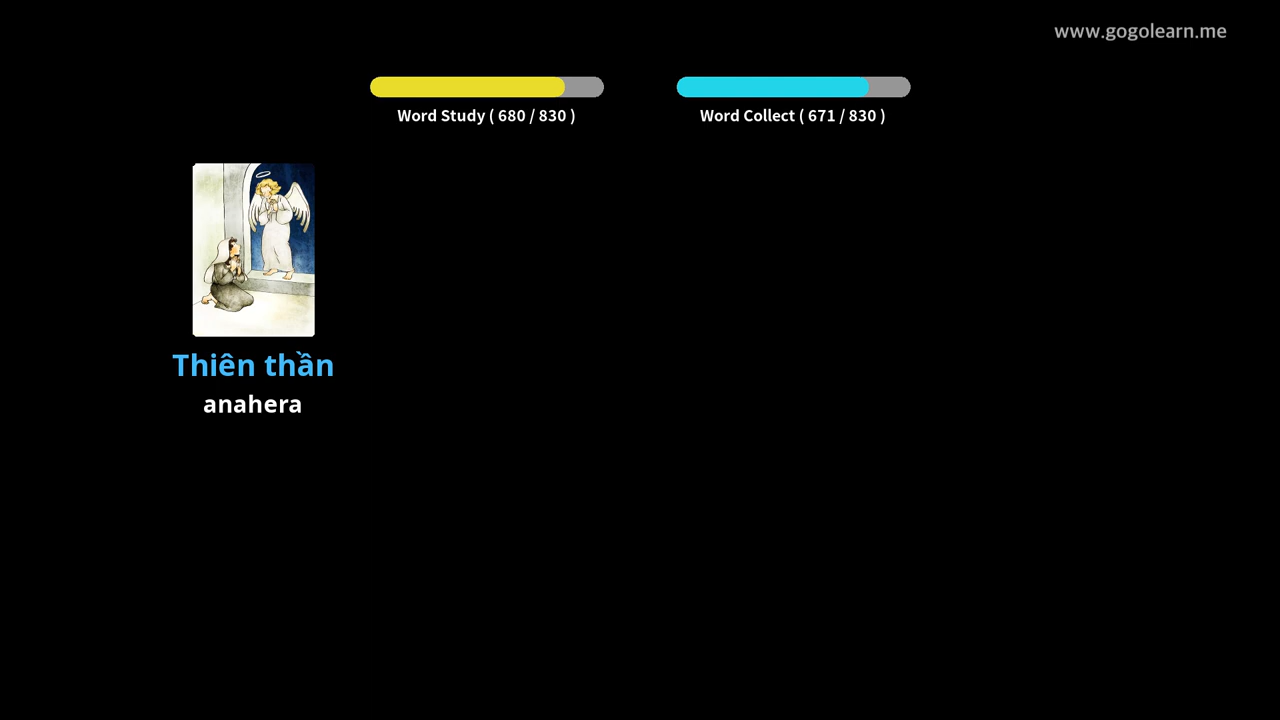 www.gogolearn.me
Word Study ( 680 / 830 )
Word Collect ( 671 / 830 )
Thiên thần
anahera